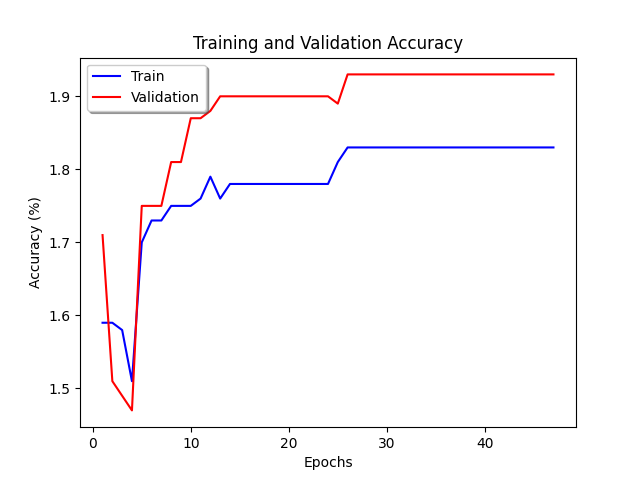 Training and Validation Accuracy
Train
Validation
1.9
1.8
1.7
1.6
1.5
Accuracy (%)
0 10 20 30 40
Epochs